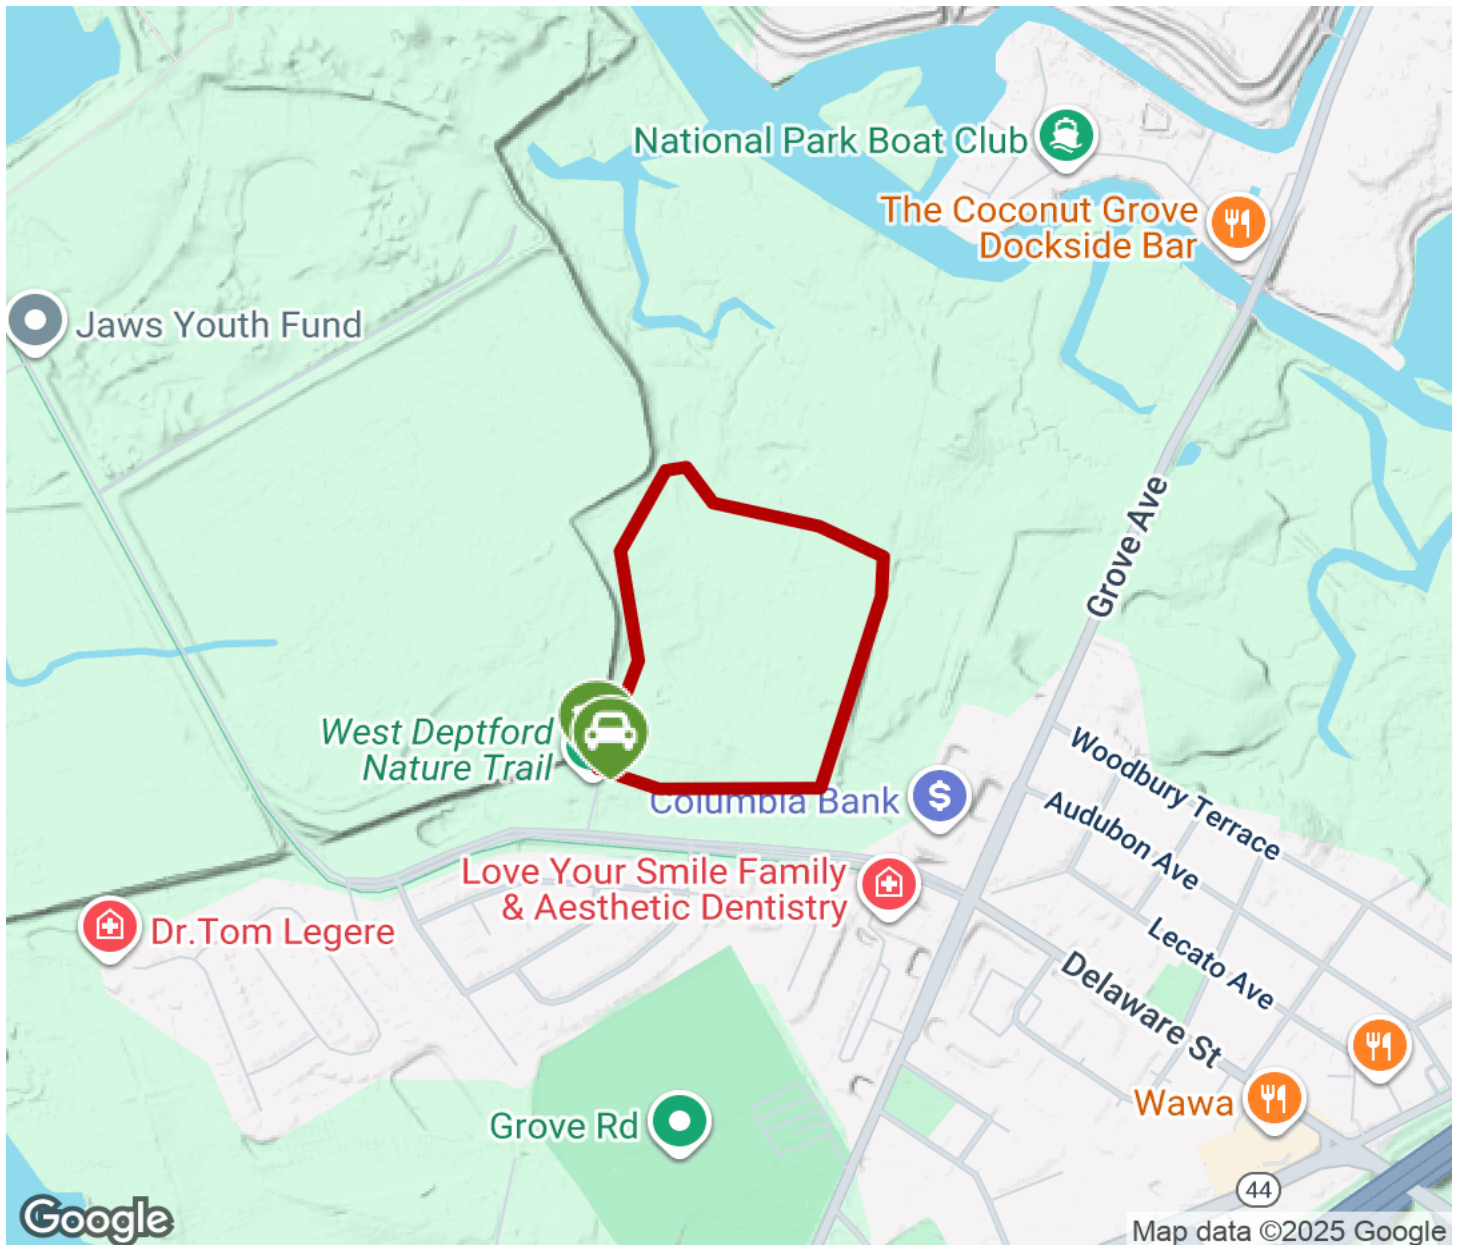 National Park Boat Club
The Coconut Grove
Dockside Bar
Jaws Youth Fund
Grove Ave
West Deptford
Nature Trail
Woodbury Terrace
Columbia Bank
$
Audubon Ave
Love Your Smile Family
& Aesthetic Dentistry
Dr.Tom Legere
Lecato Ave
Delaware St
Grove Rd
Wawa
44
Google
Map data ©2025 Google